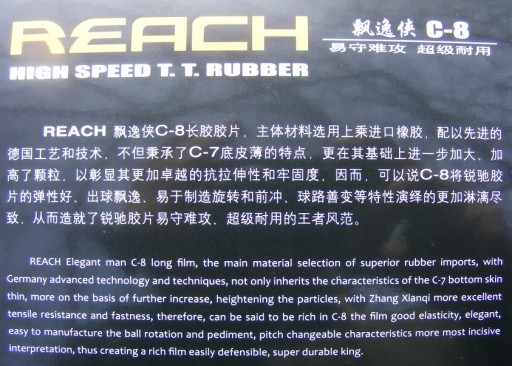 REACH
飘逸侠 C-8
易守难攻 超级耐用
HIGH SPEED T. T. RUBBER
REACH 飘逸侠C-8长胶胶片，主体材料选用上乘进口橡胶，配以先进的
德国工艺和技术，不但秉承了C-7底皮薄的特点，更在其基础上进一步加大、加
高了颗粒，以彰显其更加卓越的抗拉伸性和牢固度，因而，可以说C-8将锐驰胶
片的弹性好、出球飘逸、易于制造旋转和前冲、球路善变等特性演绎的更加淋漓尽
致，从而造就了锐驰胶片易守难攻、超级耐用的王者风范。
REACH Elegant man C-8 long film, the main material selection of superior rubber imports, with
Germany advanced technology and techniques, not only inherits the characteristics of the C-7 bottom skin
thin, more on the basis of further increase, heightening the particles, with Zhang Xianqi more excellent
tensile resistance and fastness, therefore, can be said to be rich in C-8 the film good elasticity, elegant,
easy to manufacture the ball rotation and pediment, pitch changeable characteristics more most incisive
interpretation, thus creating a rich film easily defensible, super durable king.